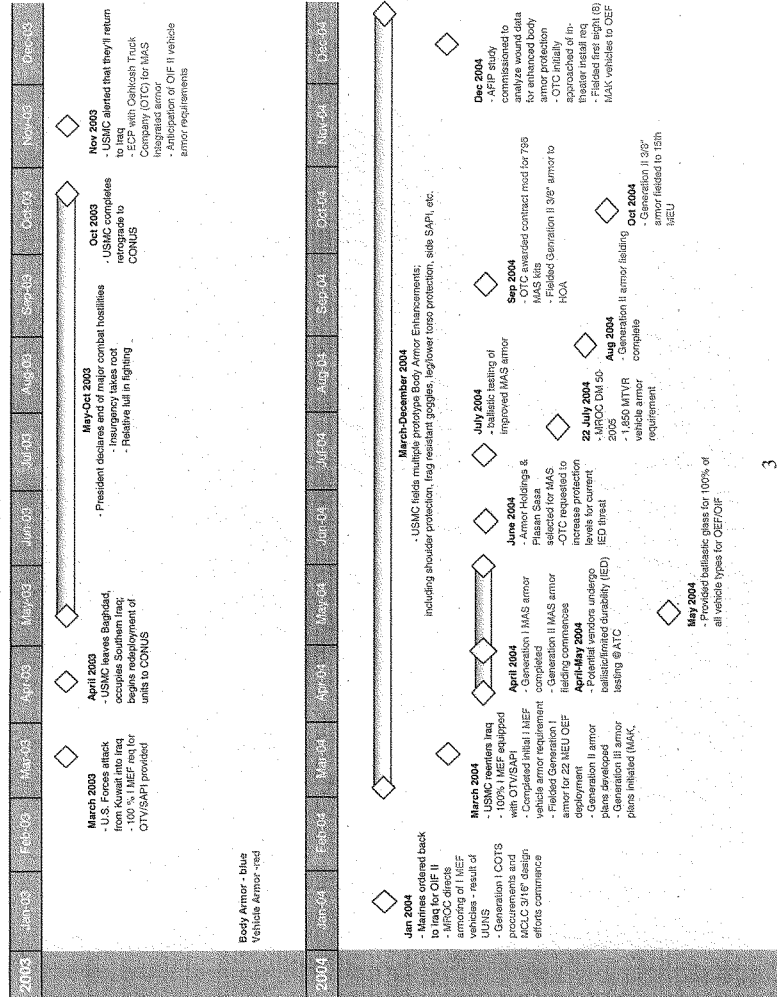 2003
Jan-03
Feb-03
Mar-03
Apr-03
May-03
Jun-03
Jul-03
Aug-03
Sep-03
Oct-03
Nov-03
Dec-03
March 2003
- U.S. Forces attack
from Kuwait into Iraq
- 100 % I MEF req for
OTV/SAPI provided
April 2003
- USMC leaves Baghdad,
occupies Southern Iraq;
begins redeployment of
units to CONUS
May-Oct 2003
- President declares end of major combat hostilities
- Insurgency takes root
- Relative lull in fighting
Oct 2003
- USMC completes
retrograde to
CONUS
Nov 2003
- USMC alerted that they'll return
to Iraq
- ECP with Oshkosh Truck
Company (OTC) for MAS
integrated armor
- Anticipation of OIF II vehicle
armor requirements
Body Armor - blue
Vehicle Armor -red
2004
Jan-04
Feb-04
Mar-04
Apr-04
May-04
Jun-04
Jul-04
Aug-04
Sep-04
Oct-04
Nov-04
Dec-04
March-December 2004
- USMC fields multiple prototype Body Armor Enhancements;
including shoulder protection, frag resistant goggles, leg/lower torso protection, side SAPI, etc.
Jan 2004
- Marines ordered back
to Iraq for OIF II
- MROC directs
armoring of I MEF
vehicles - result of
UUNS
- Generation I COTS
procurements and
MCLC 3/16" design
efforts commence
March 2004
- USMC reenters Iraq
- 100% I MEF equipped
with OTV/SAPI
- Completed initial I MEF
vehicle armor requirement
- Fielded Generation I
armor for 22 MEU OEF
deployment
- Generation II armor
plans developed
- Generation III armor
plans initiated (MAK,
April 2004
- Generation I MAS armor
completed
- Generation II MAS armor
fielding commences
April-May 2004
- Potential vendors undergo
ballistic/limited durability (IED)
testing @ ATC
May 2004
- Provided ballastic glass for 100% of
all vehicle types for OEF/OIF
June 2004
- Armor Holdings &
Plasan Sasa
selected for MAS
-OTC requested to
increase protection
levels for current
IED threat
July 2004
- ballistic testing of
improved MAS armor
22 July 2004
- MROC DM 50-
2005
- 1,850 MTVR
vehicle armor
requirement
Aug 2004
- Generation II armor fielding
complete
Sep 2004
- OTC awarded contract mod for 796
MAS kits
- Fielded Genration II 3/8" armor to
HOA
Oct 2004
- Generation II 3/8"
armor fielded to 15th
MEU
Dec 2004
- AFIP study
commissioned to
analyze wound data
for enhanced body
armor protection
- OTC initially
approached of in-
theater install req
- Fielded first eight (8)
MAK vehicles to OEF
3